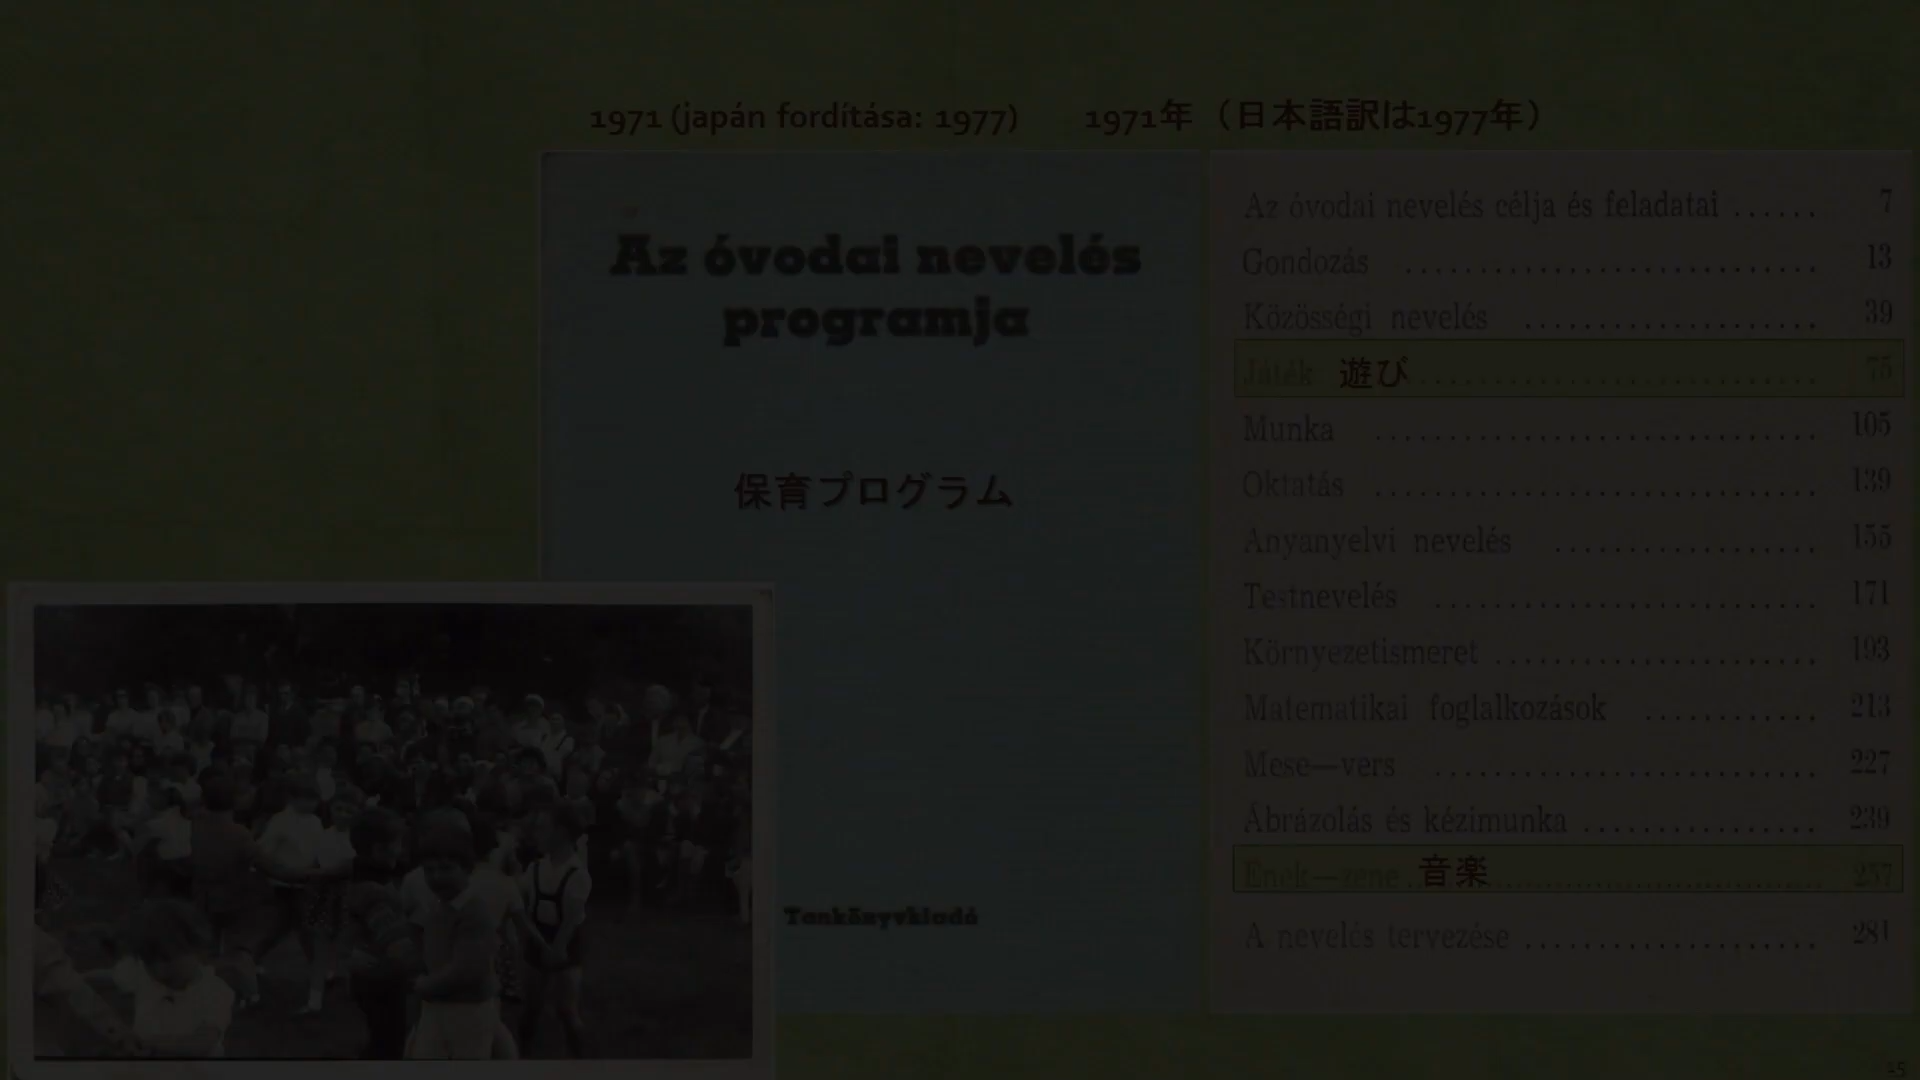 1971 (japán fordítása: 1977) 1971年（日本語訳は1977年）
Az óvodai nevelés
programja
保育プログラム
Tankönyvkiadó
Az óvodai nevelés célja és feladatai ...... 7
Gondozás ............................ 13
Közösségi nevelés .................... 39
Játék 遊び ........................... 75
Munka .............................. 105
Oktatás .............................. 139
Anyanyelvi nevelés .................. 155
Testnevelés .......................... 171
Környezetismeret ...................... 193
Matematikai foglalkozások ............ 213
Mese—vers .......................... 227
Ábrázolás és kézimunka ................ 239
Ének—zene 音楽 ...................... 257
A nevelés tervezése .................... 281
15